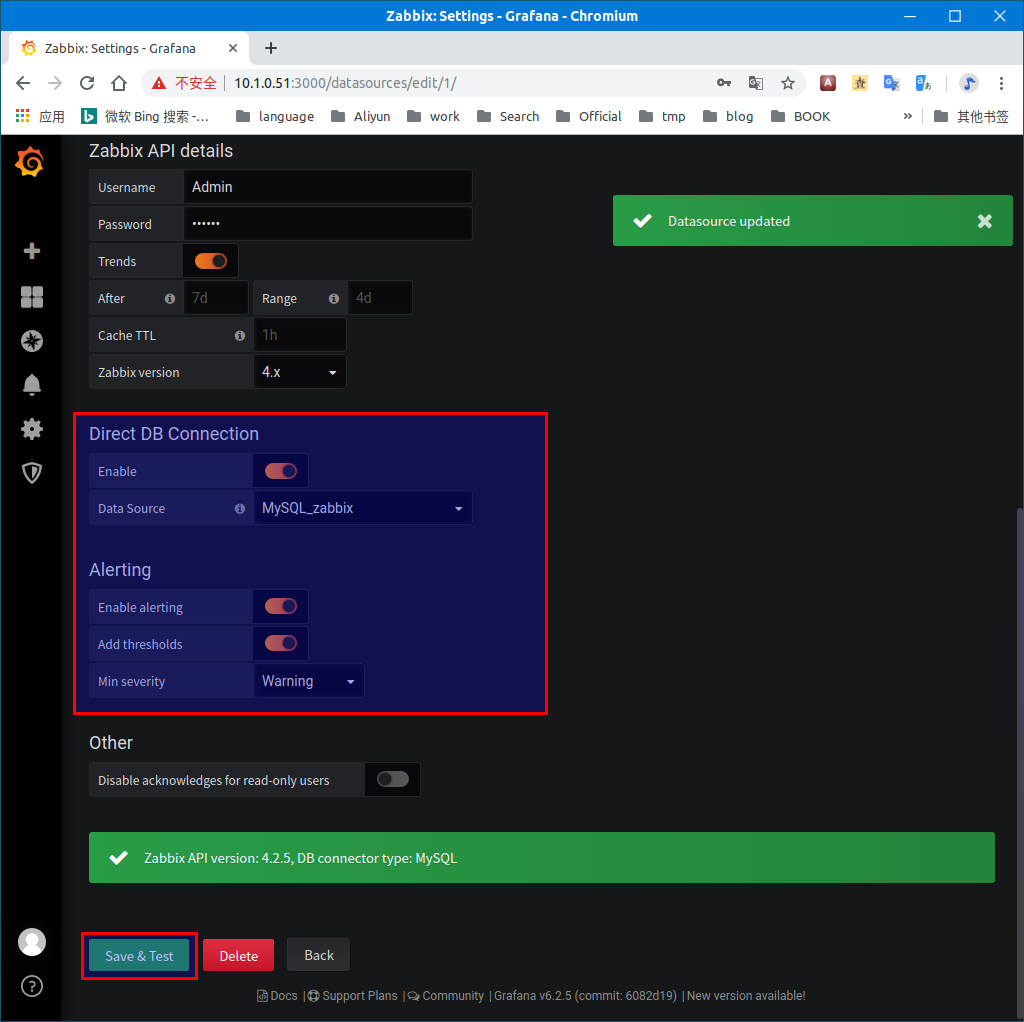 Zabbix: Settings - Grafana - Chromium
Zabbix: Settings - Grafana
不安全 10.1.0.51:3000/datasources/edit/1/
应用 微软 Bing 搜索 -... language Aliyun work Search Official tmp blog BOOK » 其他书签
Zabbix API details
Username Admin
Datasource updated
Password ••••••
Trends
After 7d Range 4d
Cache TTL 1h
Zabbix version 4.x
Direct DB Connection
Enable
Data Source MySQL_zabbix
Alerting
Enable alerting
Add thresholds
Min severity Warning
Other
Disable acknowledges for read-only users
Zabbix API version: 4.2.5, DB connector type: MySQL
Save & Test Delete Back
Docs | Support Plans | Community | Grafana v6.2.5 (commit: 6082d19) | New version available!